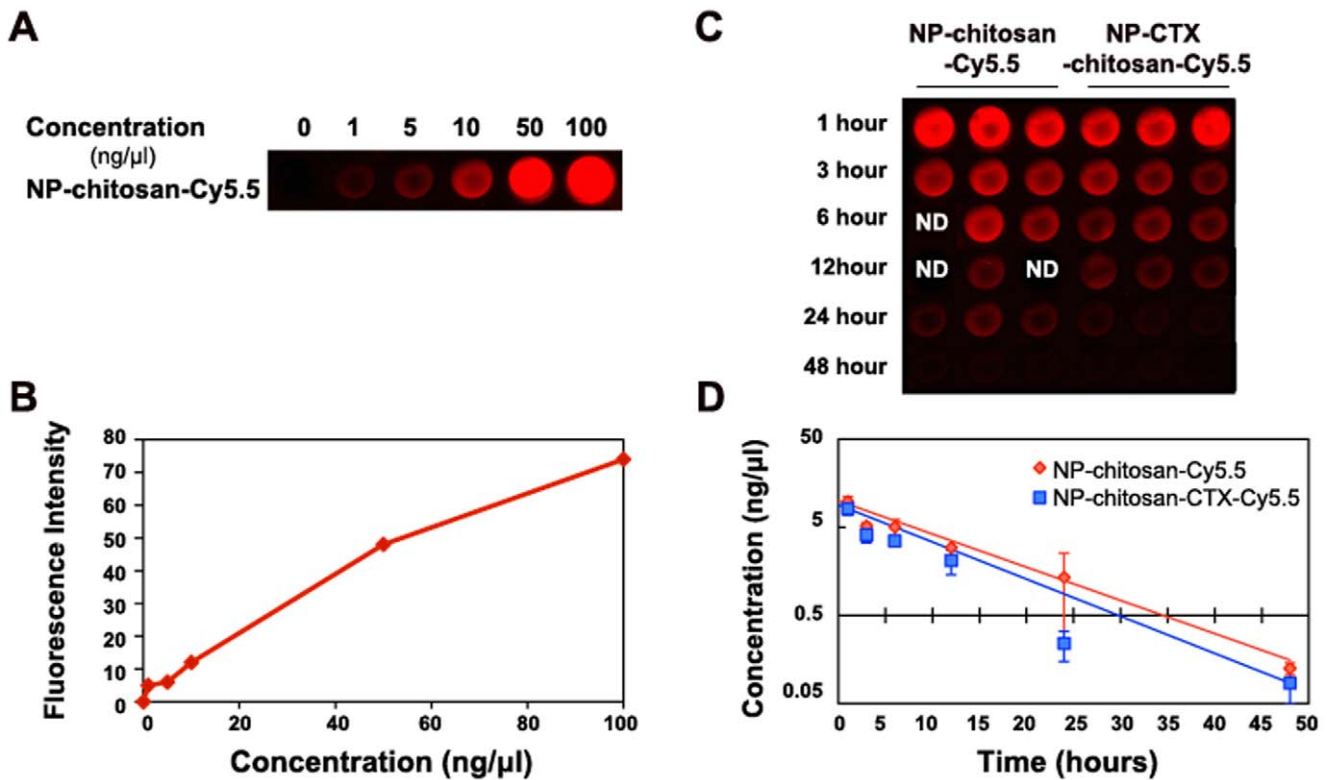 A
Concentration 0 1 5 10 50 100
(ng/µl)
NP-chitosan-Cy5.5
B
Fluorescence Intensity
80
70
60
50
40
30
20
10
0
0 20 40 60 80 100
Concentration (ng/µl)
C
NP-chitosan
-Cy5.5
NP-CTX
-chitosan-Cy5.5
1 hour
3 hour
6 hour ND
12hour ND ND
24 hour
48 hour
D
Concentration (ng/µl)
50
5
0.5
0.05
NP-chitosan-Cy5.5
NP-chitosan-CTX-Cy5.5
0 5 10 15 20 25 30 35 40 45 50
Time (hours)